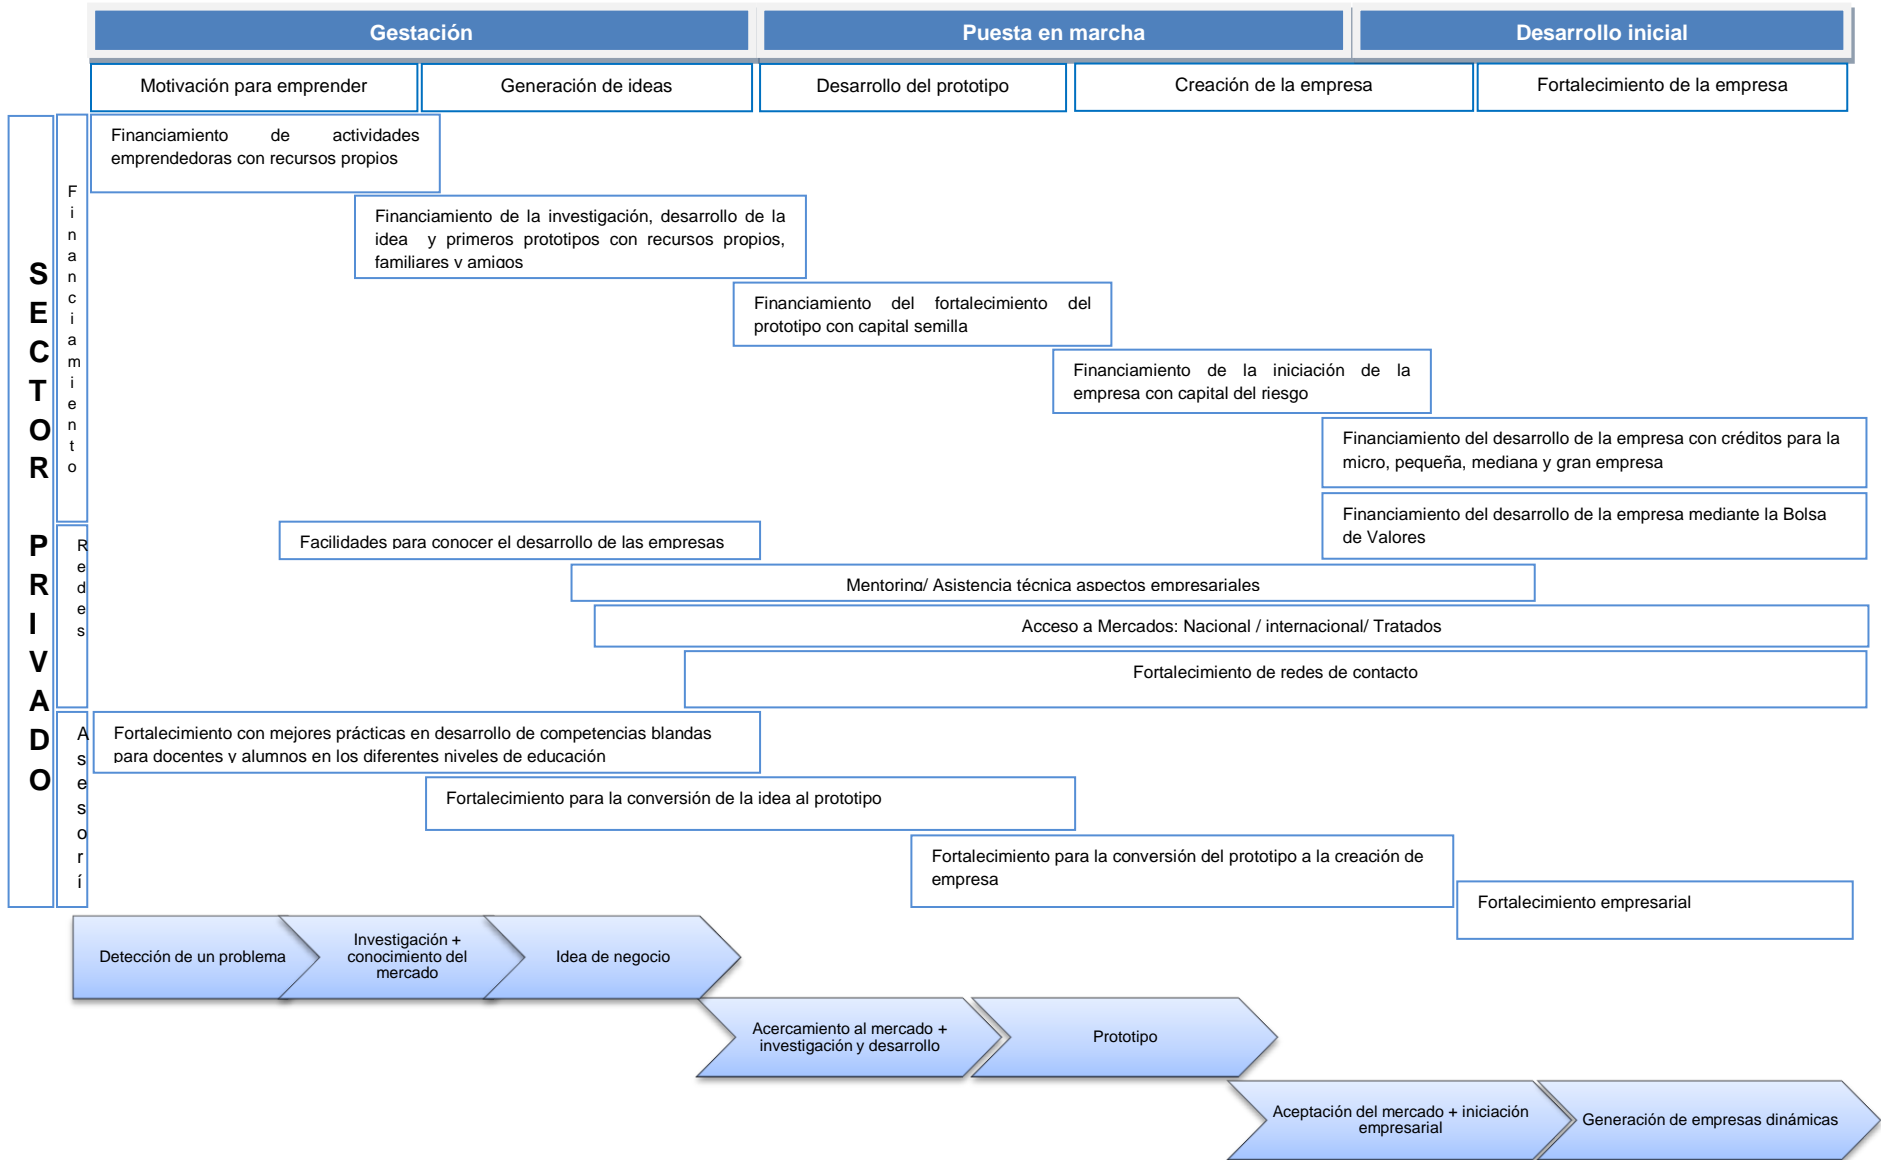 Gestación
Puesta en marcha
Desarrollo inicial
Motivación para emprender
Generación de ideas
Desarrollo del prototipo
Creación de la empresa
Fortalecimiento de la empresa
SECTOR PRIVADO
Financiamiento
Financiamiento de actividades
emprendedoras con recursos propios
Financiamiento de la investigación, desarrollo de la
idea y primeros prototipos con recursos propios,
familiares y amigos
Financiamiento del fortalecimiento del
prototipo con capital semilla
Financiamiento de la iniciación de la
empresa con capital del riesgo
Financiamiento del desarrollo de la empresa con créditos para la
micro, pequeña, mediana y gran empresa
Financiamiento del desarrollo de la empresa mediante la Bolsa
de Valores
Redes
Facilidades para conocer el desarrollo de las empresas
Mentoring/ Asistencia técnica aspectos empresariales
Acceso a Mercados: Nacional / internacional/ Tratados
Fortalecimiento de redes de contacto
Asesorí
Fortalecimiento con mejores prácticas en desarrollo de competencias blandas
para docentes y alumnos en los diferentes niveles de educación
Fortalecimiento para la conversión de la idea al prototipo
Fortalecimiento para la conversión del prototipo a la creación de
empresa
Fortalecimiento empresarial
Detección de un problema
Investigación +
conocimiento del
mercado
Idea de negocio
Acercamiento al mercado +
investigación y desarrollo
Prototipo
Aceptación del mercado + iniciación
empresarial
Generación de empresas dinámicas